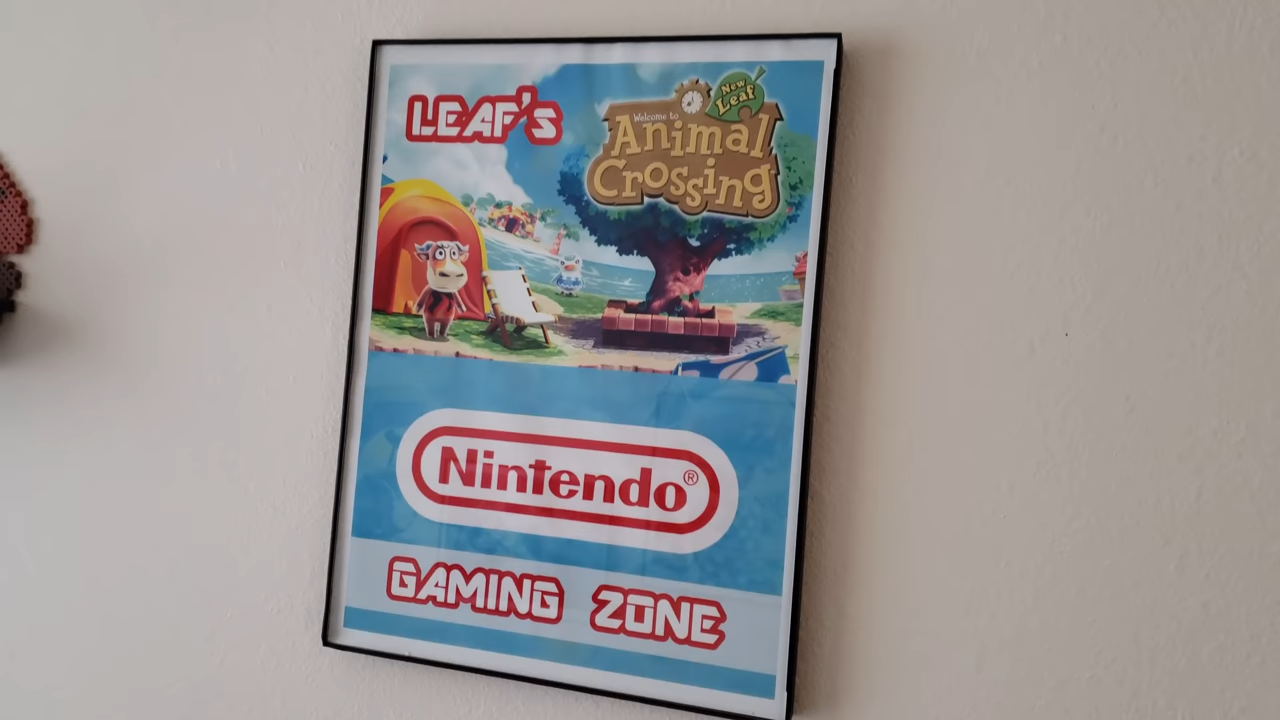 LEAF's
New
Leaf
Welcome to
Animal
Crossing
Nintendo®
GAMING ZONE